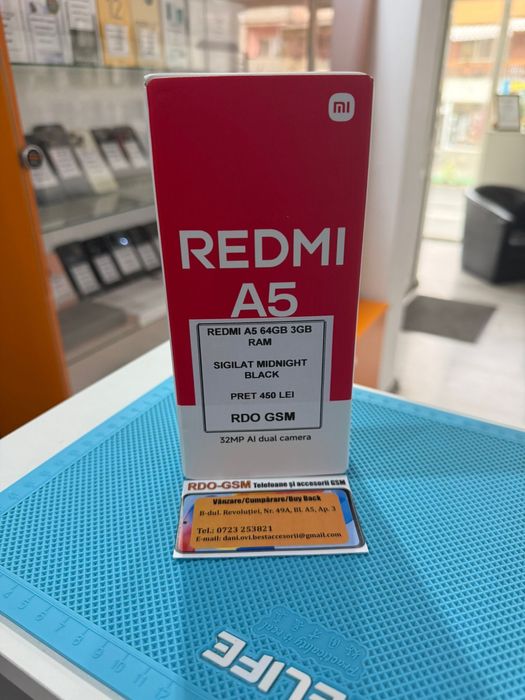 mi
REDMI
A5
REDMI A5 64GB 3GB
RAM
SIGILAT MIDNIGHT
BLACK
PRET 450 LEI
RDO GSM
32MP AI dual camera
RDO-GSM Telefoane și accesorii GSM
Vânzare/Cumpărare/Buy Back
B-dul. Revoluției, Nr. 49A, Bl. A5, Ap. 3
Tel.: 0723 253821
E-mail: dani.ovi.bestaccesorii@gmail.com
ELIFE